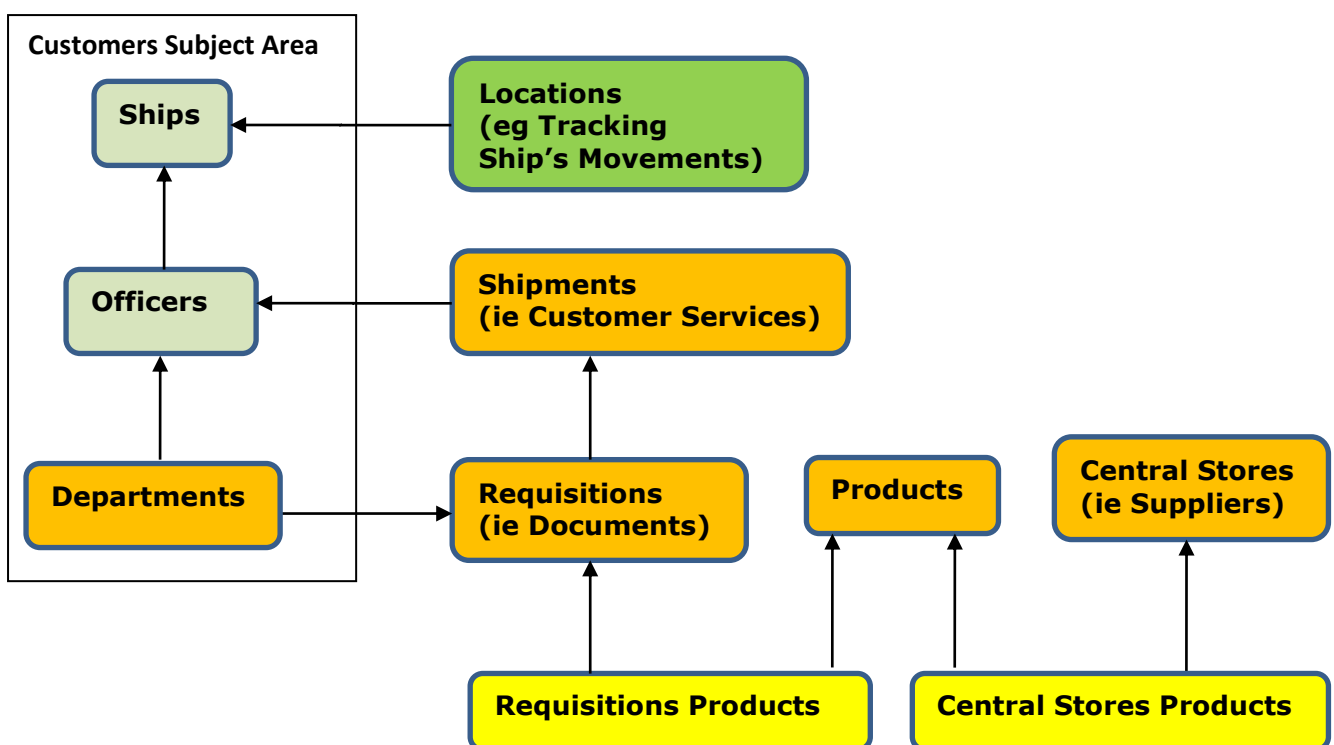 Customers Subject Area
Ships
Locations
(eg Tracking
Ship’s Movements)
Officers
Shipments
(ie Customer Services)
Departments
Requisitions
(ie Documents)
Products
Central Stores
(ie Suppliers)
Requisitions Products
Central Stores Products